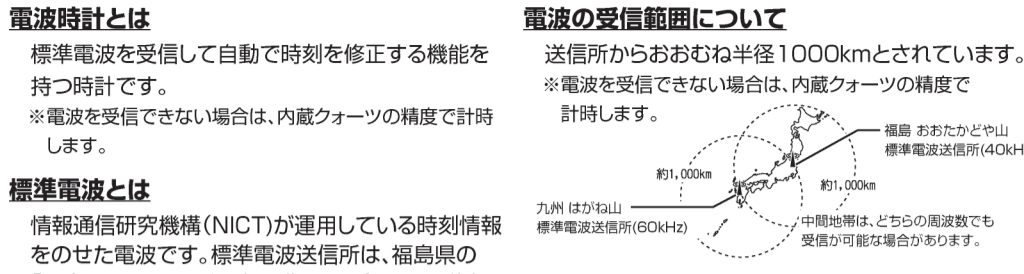 電波時計とは
標準電波を受信して自動で時刻を修正する機能を
持つ時計です。
※電波を受信できない場合は、内蔵クォーツの精度で計時
します。
標準電波とは
情報通信研究機構(NICT)が運用している時刻情報
をのせた電波です。標準電波送信所は、福島県の
電波の受信範囲について
送信所からおおむね半径1000kmとされています。
※電波を受信できない場合は、内蔵クォーツの精度で
計時します。
福島 おおたかどや山
標準電波送信所(40kH
約1,000km
約1,000km
九州 はがね山
標準電波送信所(60kHz)
中間地帯は、どちらの周波数でも
受信が可能な場合があります。